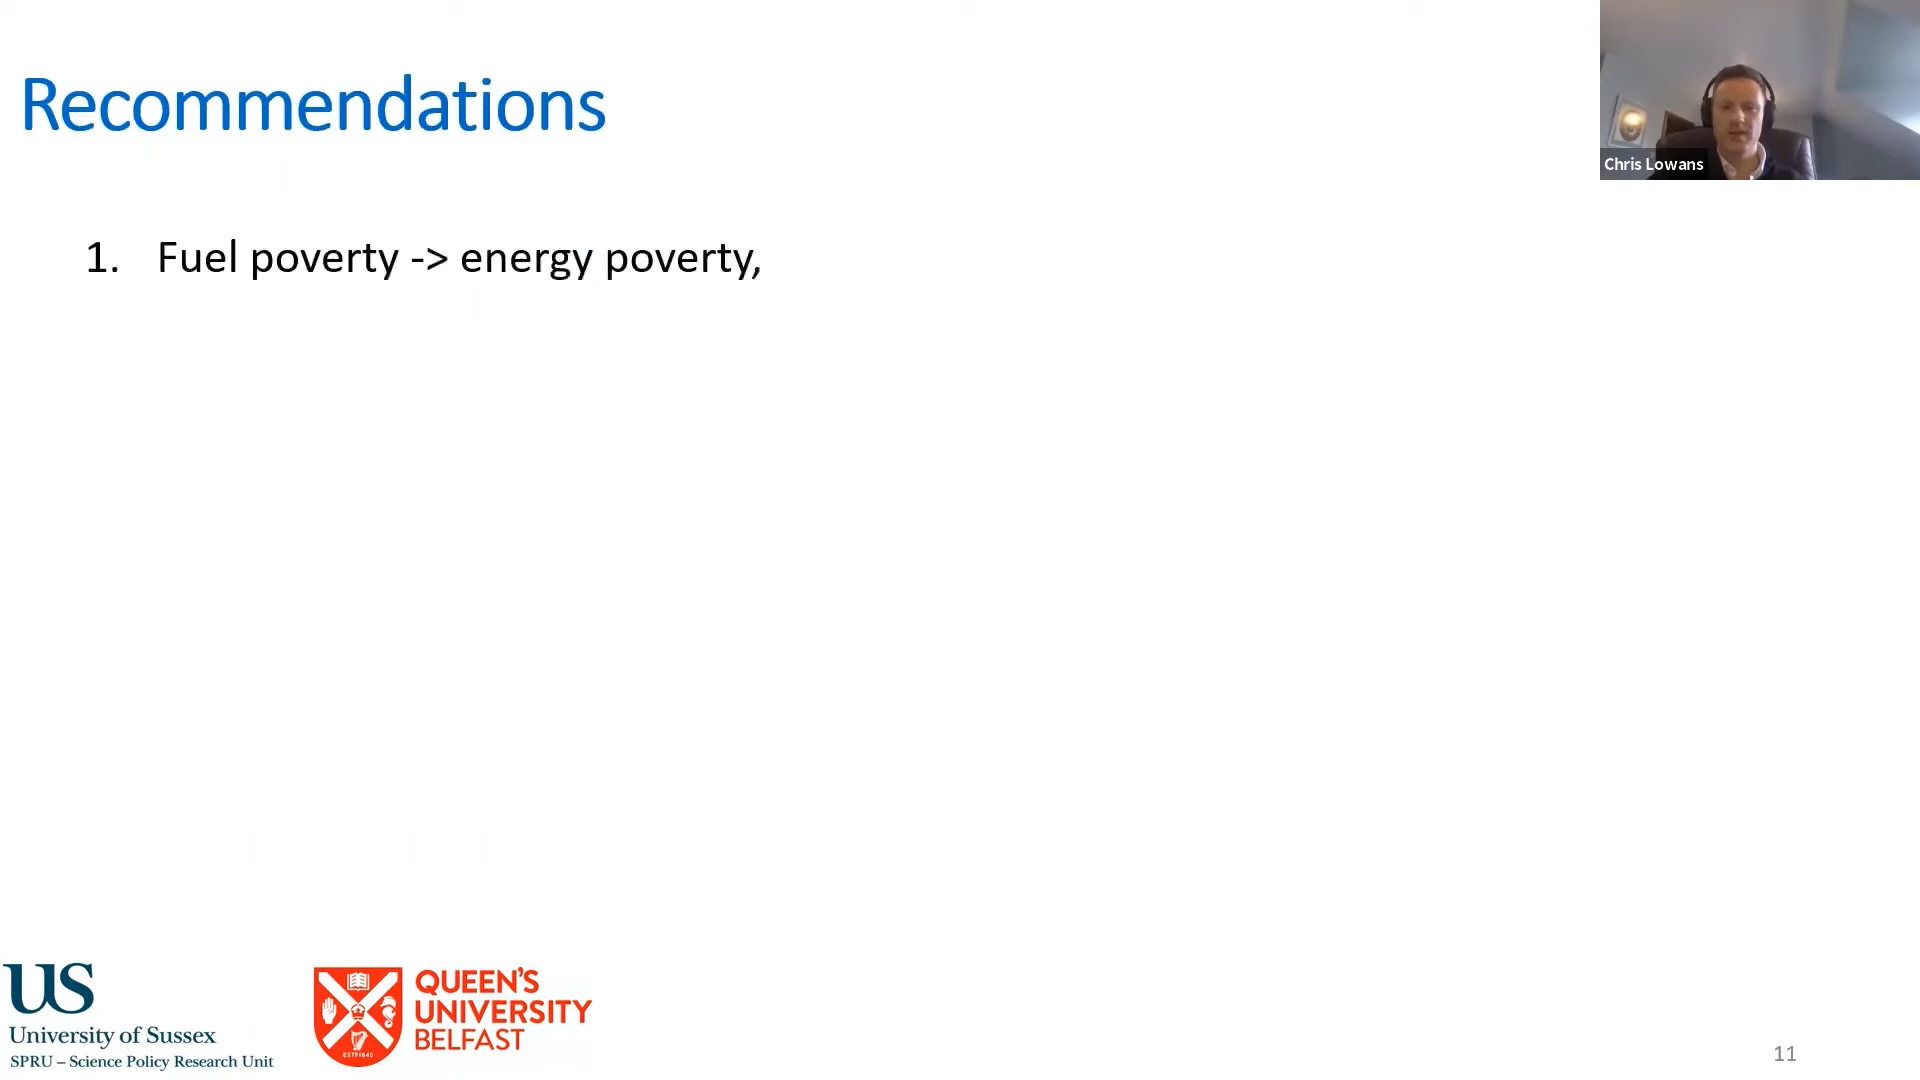 Recommendations
Chris Lowans
1. Fuel poverty -> energy poverty,
US
University of Sussex
SPRU – Science Policy Research Unit
QUEEN'S
UNIVERSITY
BELFAST
ESTD1845
11